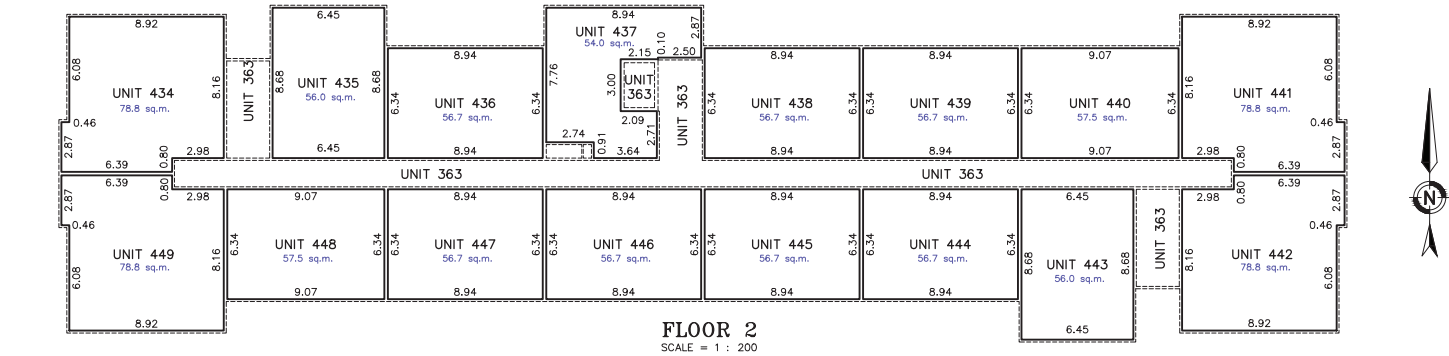 8.92
6.08
UNIT 434
78.8 sq.m.
8.16
0.46
2.87
6.39
0.80
2.98
UNIT 363
6.45
8.68
UNIT 435
56.0 sq.m.
8.68
6.45
8.94
6.34
UNIT 436
56.7 sq.m.
6.34
8.94
8.94
UNIT 437
54.0 sq.m.
2.87
0.10
2.15
2.50
7.76
3.00
UNIT
363
2.09
2.71
2.74
0.91
3.64
UNIT 363
8.94
6.34
UNIT 438
56.7 sq.m.
8.94
8.94
6.34
UNIT 439
56.7 sq.m.
8.94
9.07
6.34
UNIT 440
57.5 sq.m.
6.34
9.07
8.92
8.16
UNIT 441
78.8 sq.m.
6.08
0.46
2.87
2.98
0.80
6.39
UNIT 363
UNIT 363
6.39
2.87
0.80
2.98
0.46
UNIT 449
78.8 sq.m.
6.08
8.16
8.92
9.07
6.34
UNIT 448
57.5 sq.m.
6.34
9.07
8.94
6.34
UNIT 447
56.7 sq.m.
6.34
8.94
8.94
6.34
UNIT 446
56.7 sq.m.
6.34
8.94
8.94
6.34
UNIT 445
56.7 sq.m.
6.34
8.94
8.94
6.34
UNIT 444
56.7 sq.m.
6.34
8.94
6.45
8.68
UNIT 443
56.0 sq.m.
8.68
6.45
UNIT 363
2.98
0.80
6.39
2.87
0.46
8.16
UNIT 442
78.8 sq.m.
6.08
8.92
N
FLOOR 2
SCALE = 1 : 200